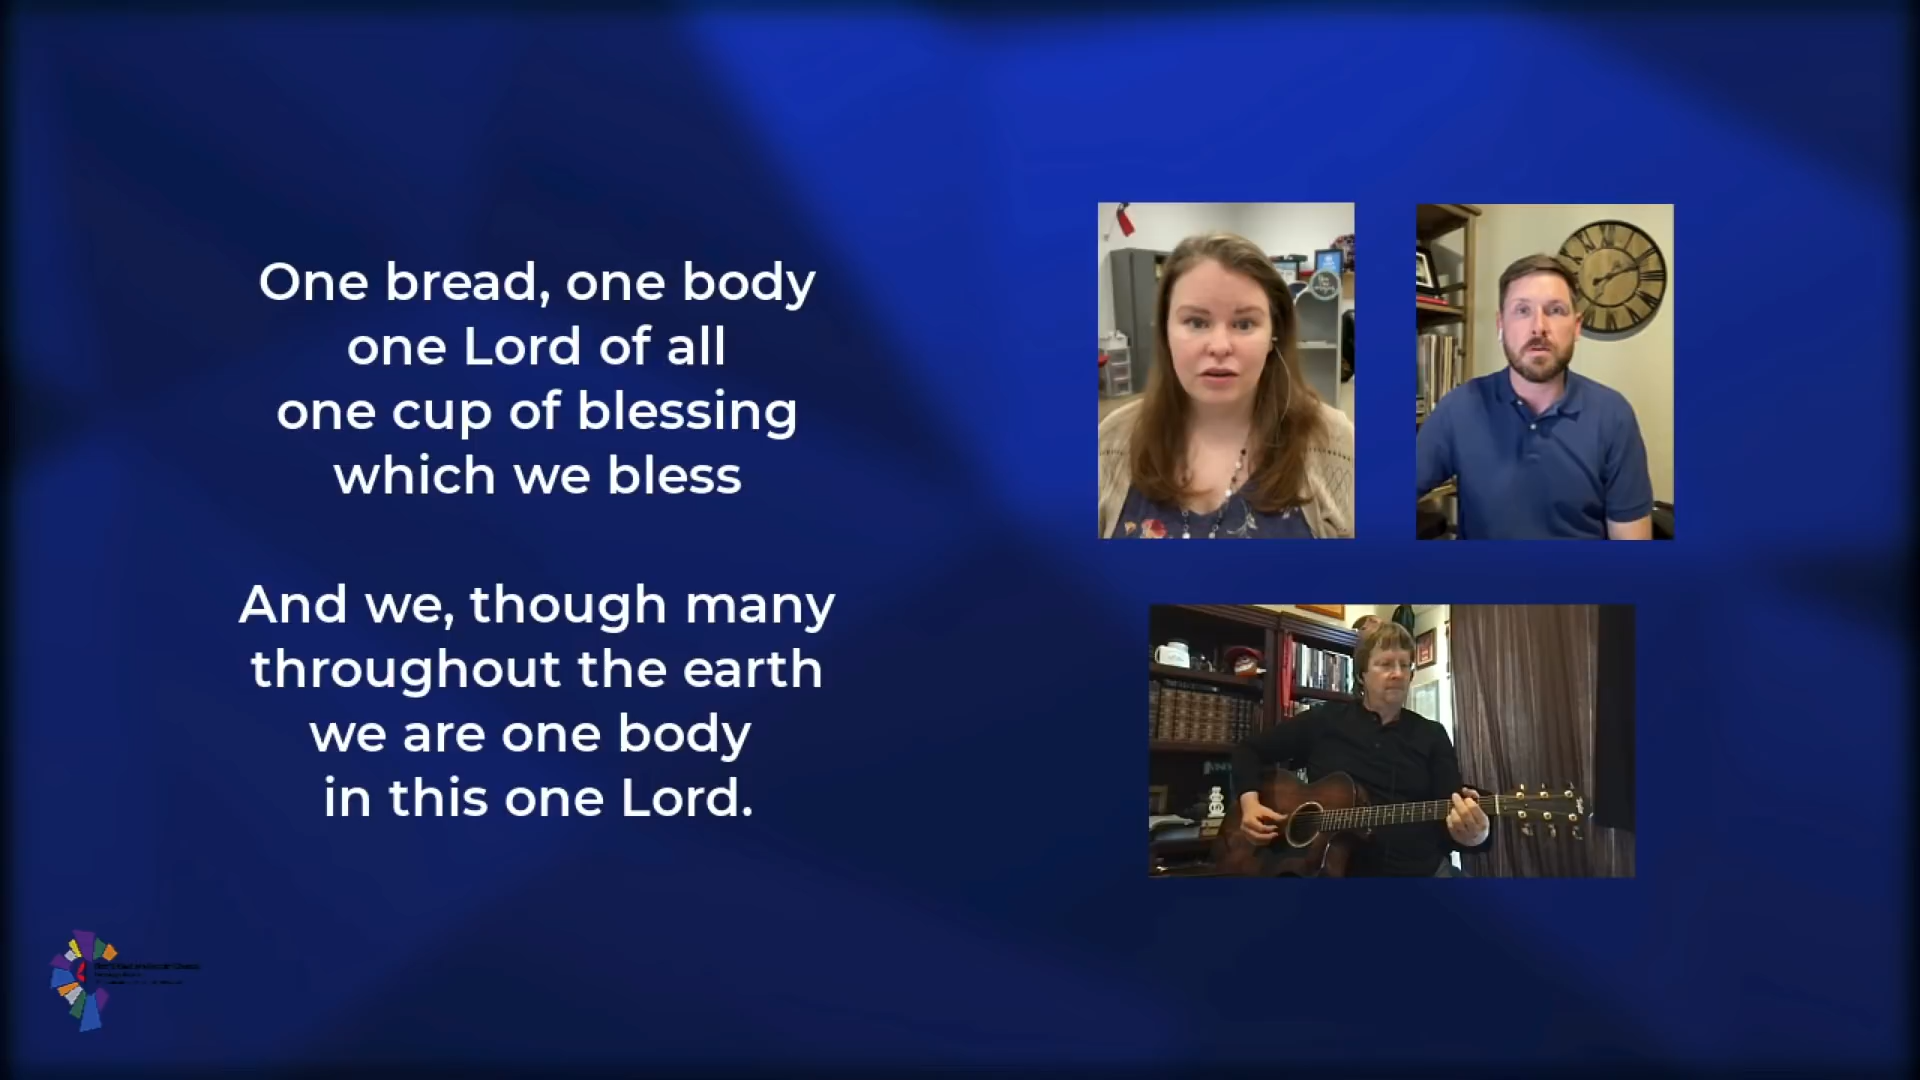 One bread, one body
one Lord of all
one cup of blessing
which we bless
And we, though many
throughout the earth
we are one body
in this one Lord.